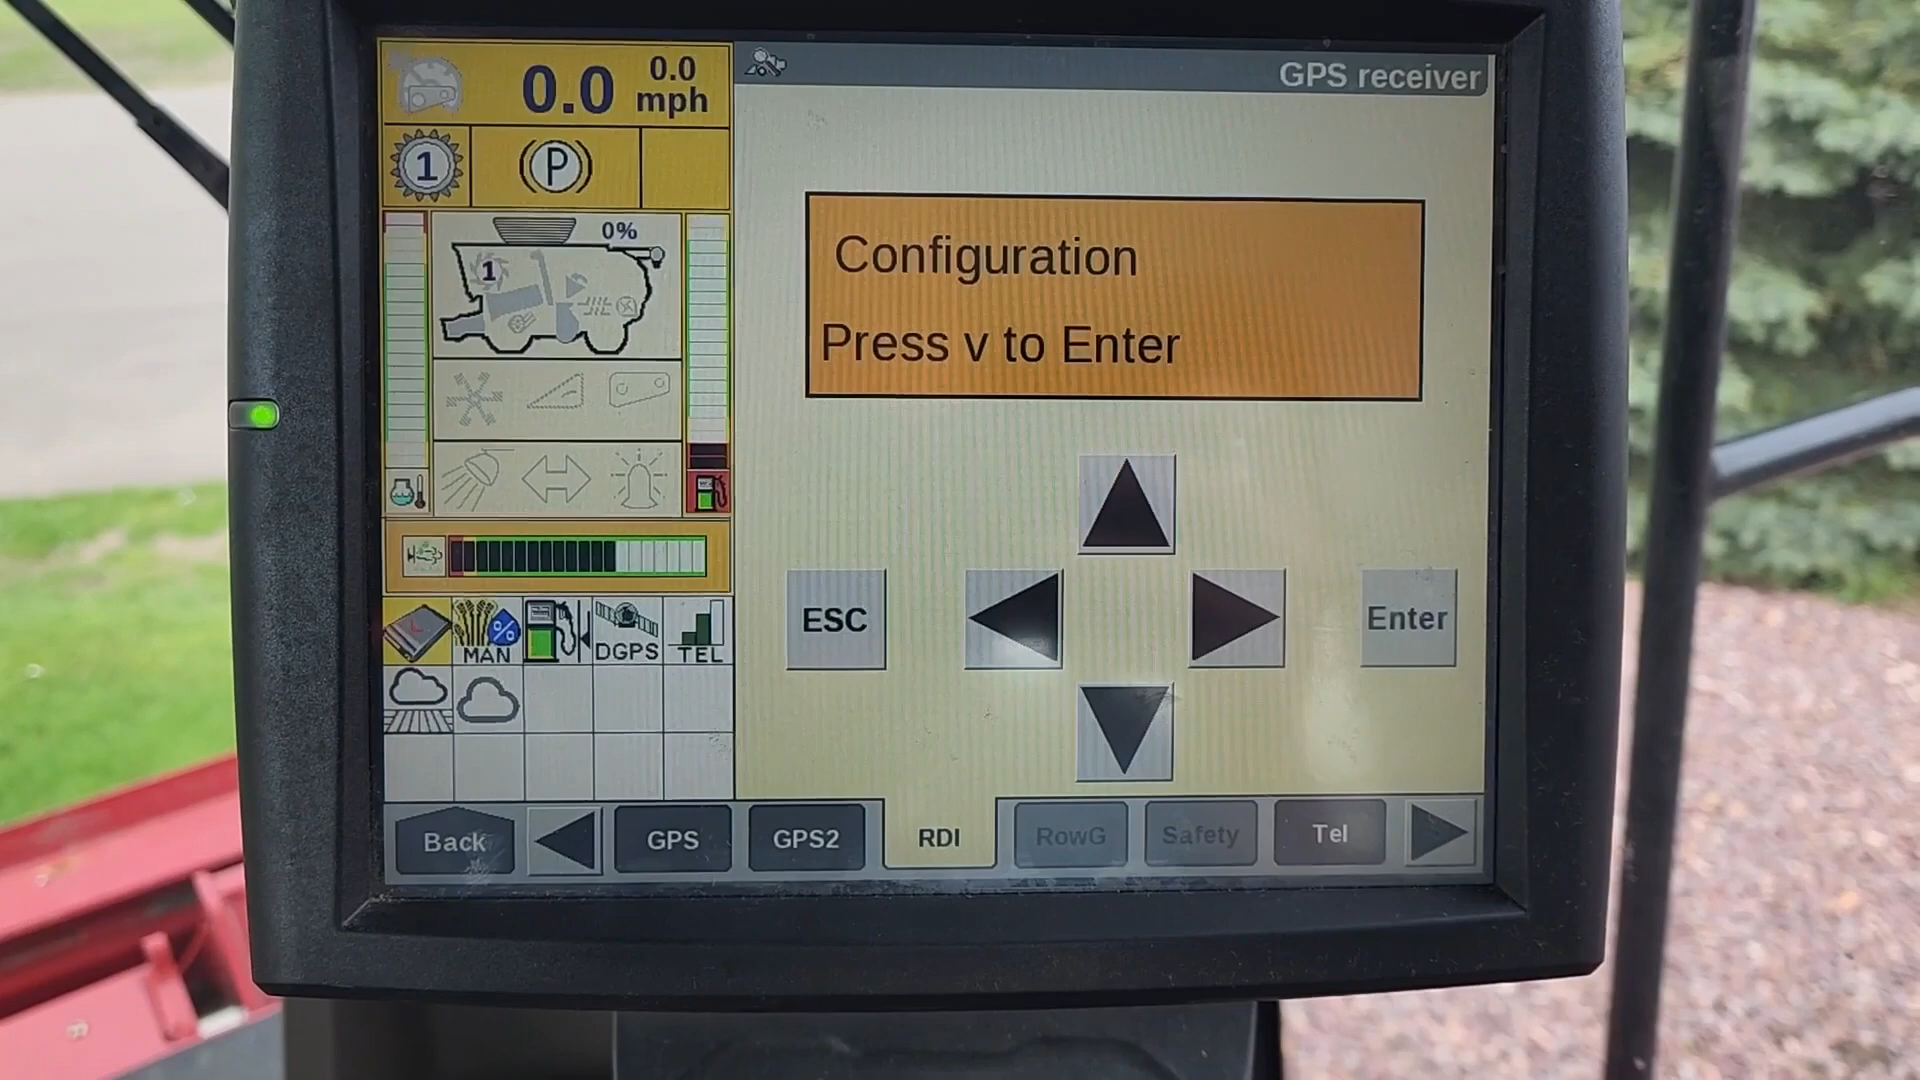 0.0
0.0
mph
GPS receiver
1
P
0%
1
Configuration
Press v to Enter
ESC
Enter
L
MAN
%
DGPS
TEL
Back
GPS
GPS2
RDI
RowG
Safety
Tel